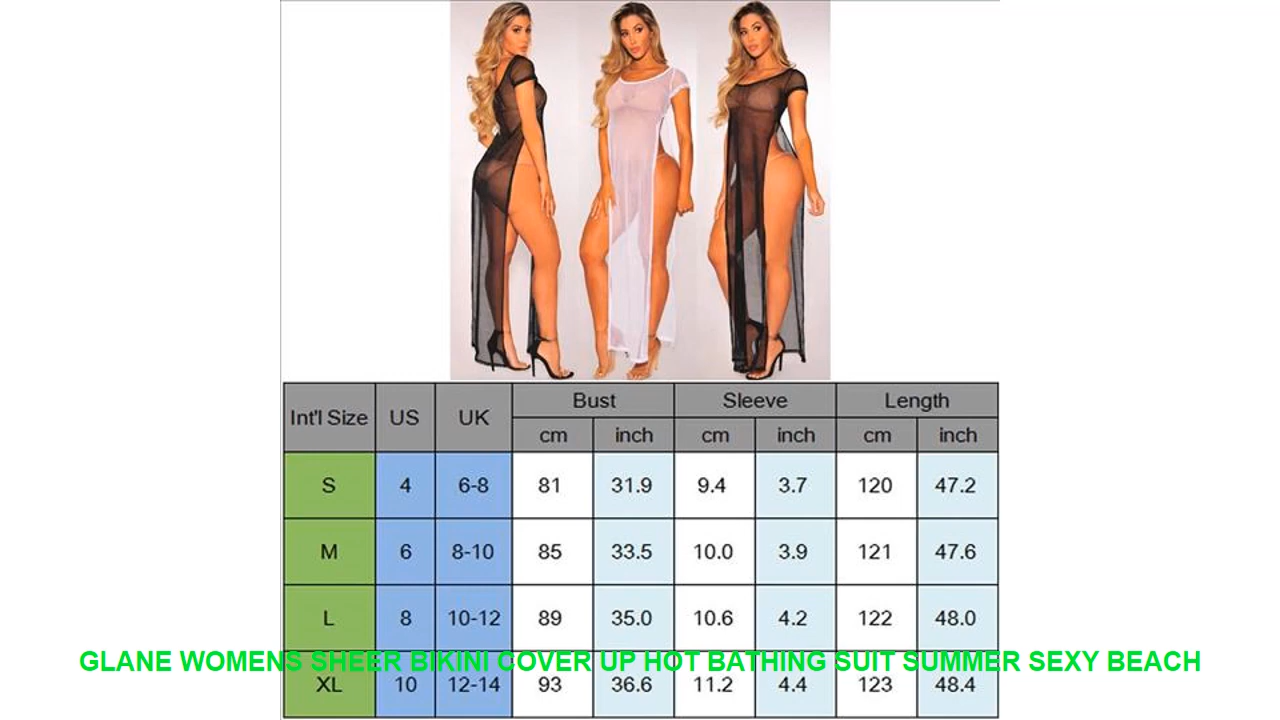 Int'l Size US UK Bust Sleeve Length
cm inch cm inch cm inch
S 4 6-8 81 31.9 9.4 3.7 120 47.2
M 6 8-10 85 33.5 10.0 3.9 121 47.6
L 8 10-12 89 35.0 10.6 4.2 122 48.0
GLANE WOMENS SHEER BIKINI COVER UP HOT BATHING SUIT SUMMER SEXY BEACH
XL 10 12-14 93 36.6 11.2 4.4 123 48.4